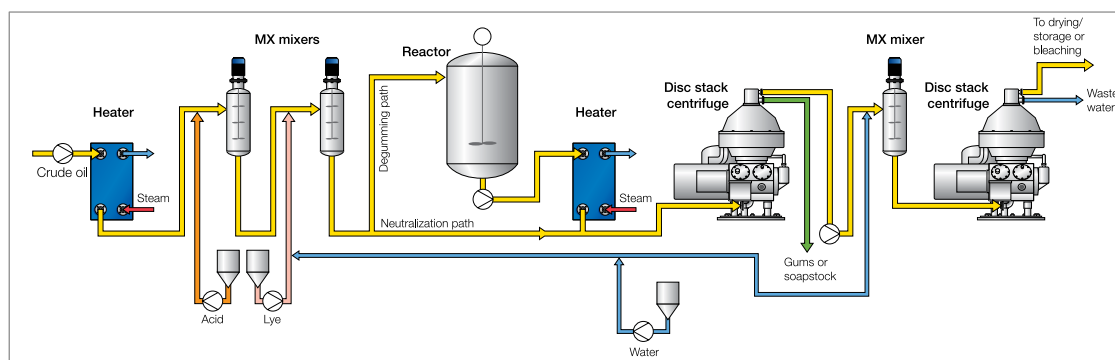 MX mixers
Reactor
MX mixer
To drying/
storage or
bleaching
Heater
Degumming path
Heater
Disc stack
centrifuge
Disc stack
centrifuge
Waste
water
Crude oil
Steam
Steam
Neutralization path
Gums or
soapstock
Acid
Lye
Water